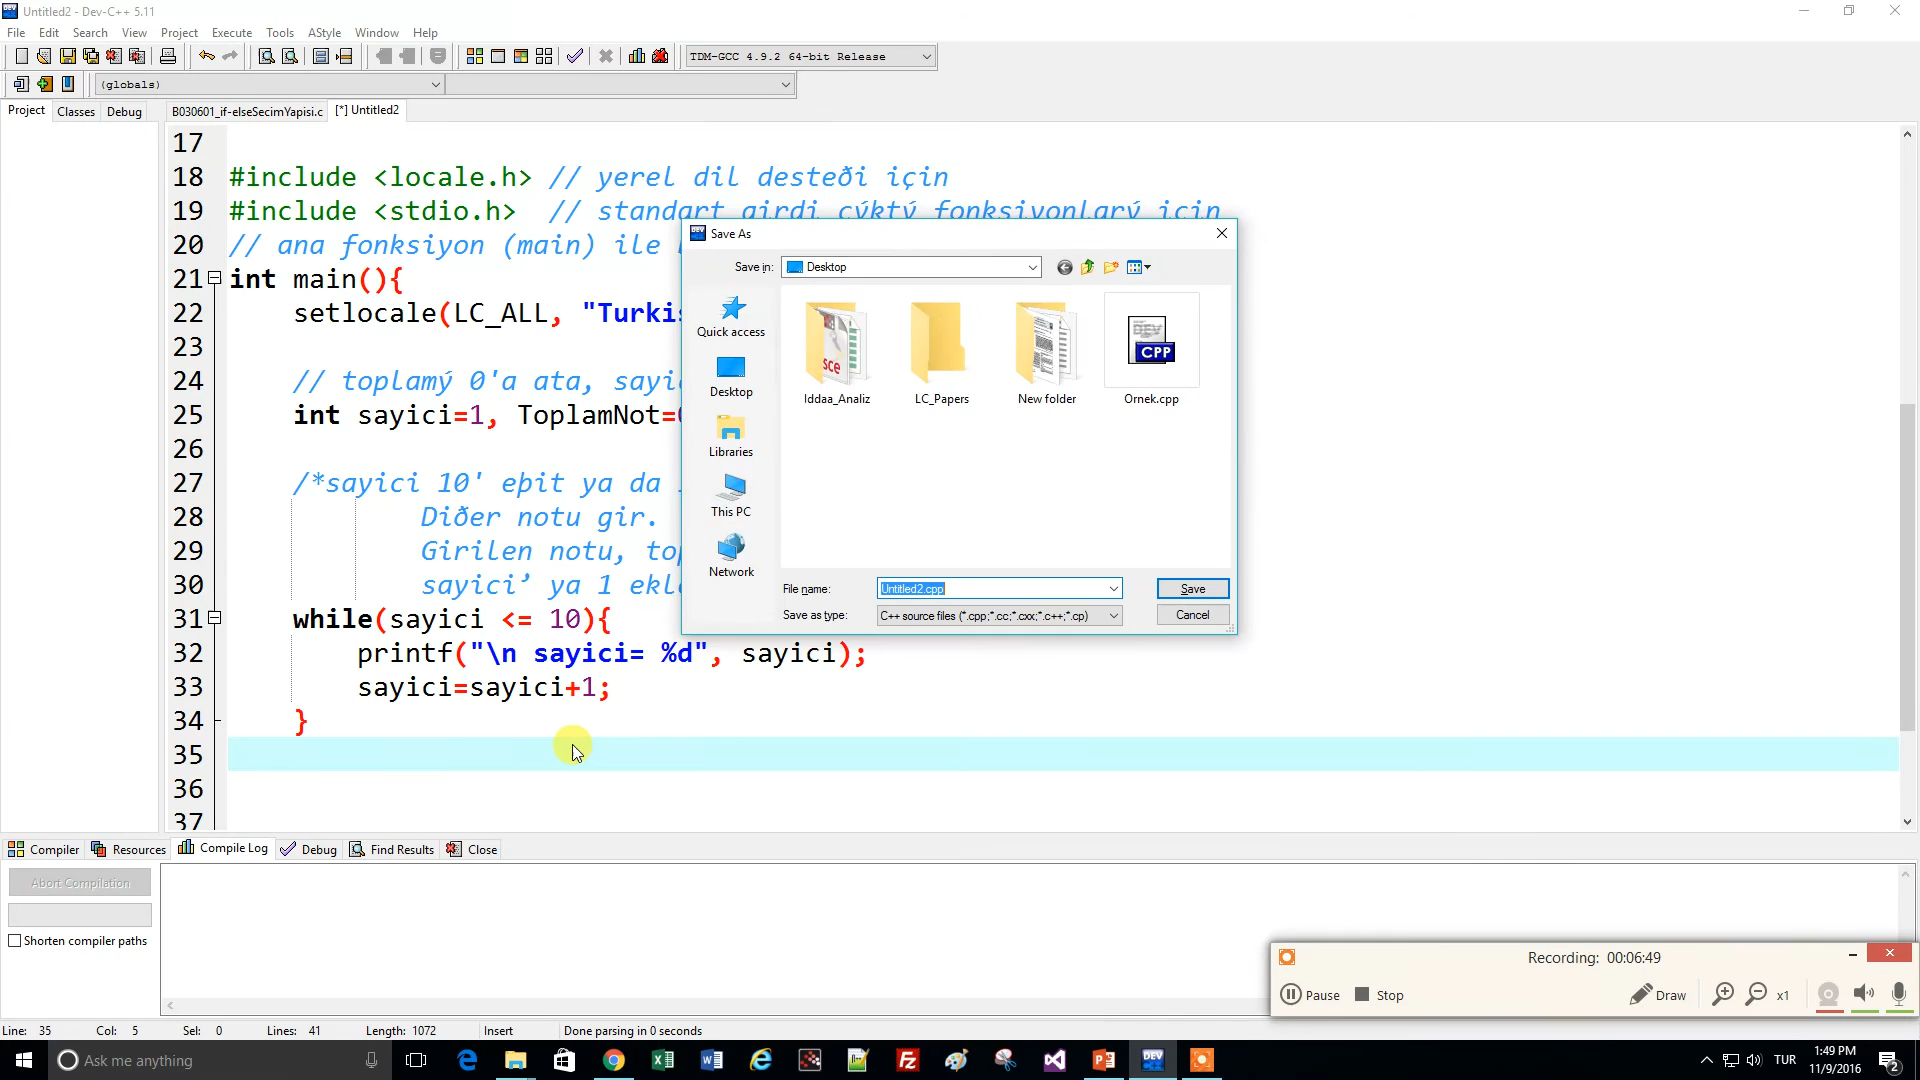 Untitled2 - Dev-C++ 5.11
File Edit Search View Project Execute Tools AStyle Window Help
TDM-GCC 4.9.2 64-bit Release
(globals)
Project Classes Debug B030601_if-elseSecimYapisi.c [*] Untitled2
17
18 #include <locale.h> // yerel dil desteði için
19 #include <stdio.h> // standart girdi çýktý fonksiyonlarý için
20 // ana fonksiyon (main) ile
21 int main(){
22 setlocale(LC_ALL, "Turkis
23
24 // toplamý 0'a ata, sayic
25 int sayici=1, ToplamNot=
26
27 /*sayici 10' eþit ya da
28 Diðer notu gir.
29 Girilen notu, top
30 sayici’ ya 1 ekle
31 while(sayici <= 10){
32 printf("\n sayici= %d", sayici);
33 sayici=sayici+1;
34 }
35
36
37
Save As
Save in: Desktop
Quick access
Desktop
Libraries
This PC
Network
Iddaa_Analiz LC_Papers New folder Ornek.cpp
sce
DEV
CPP
File name: Untitled2.cpp Save
Save as type: C++ source files (*.cpp;*.cc;*.cxx;*.c++;*.cp) Cancel
Compiler Resources Compile Log Debug Find Results Close
Abort Compilation
Shorten compiler paths
Recording: 00:06:49
Pause Stop Draw x1
Line: 35 Col: 5 Sel: 0 Lines: 41 Length: 1072 Insert Done parsing in 0 seconds
Ask me anything
DEV
TUR
1:49 PM
11/9/2016
2